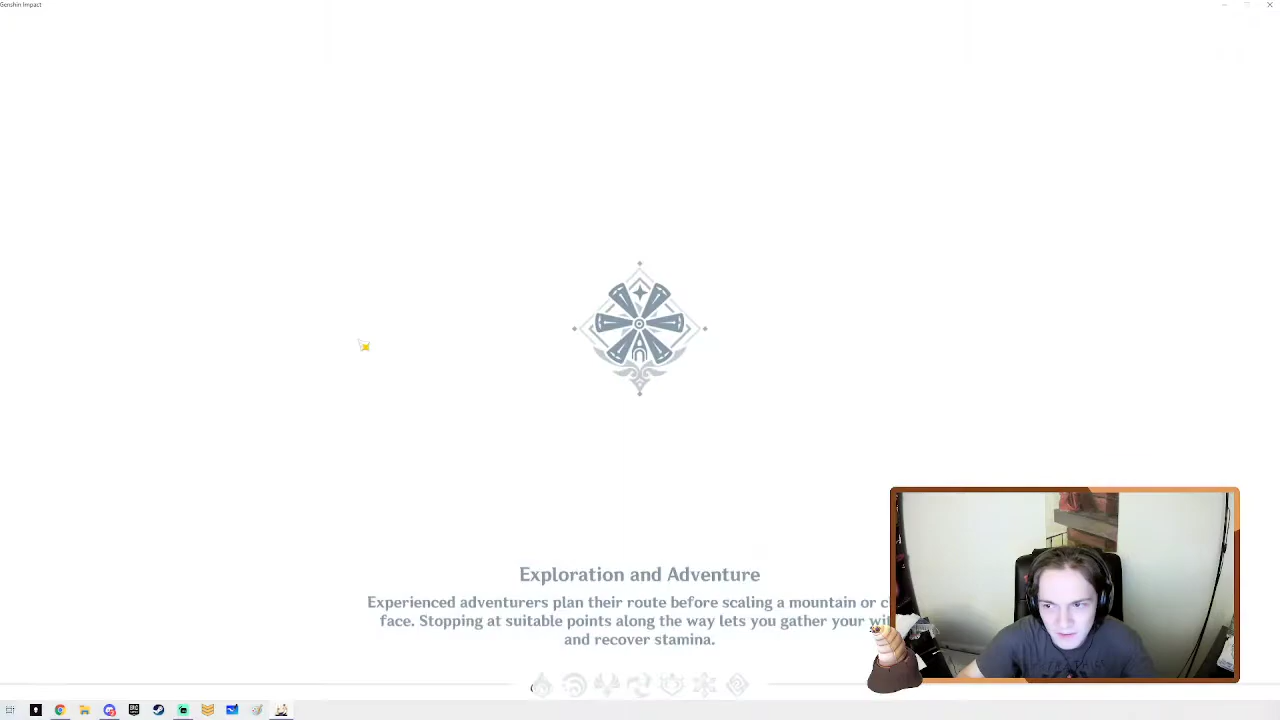 Genshin Impact
Exploration and Adventure
Experienced adventurers plan their route before scaling a mountain or
face. Stopping at suitable points along the way lets you gather your
and recover stamina.